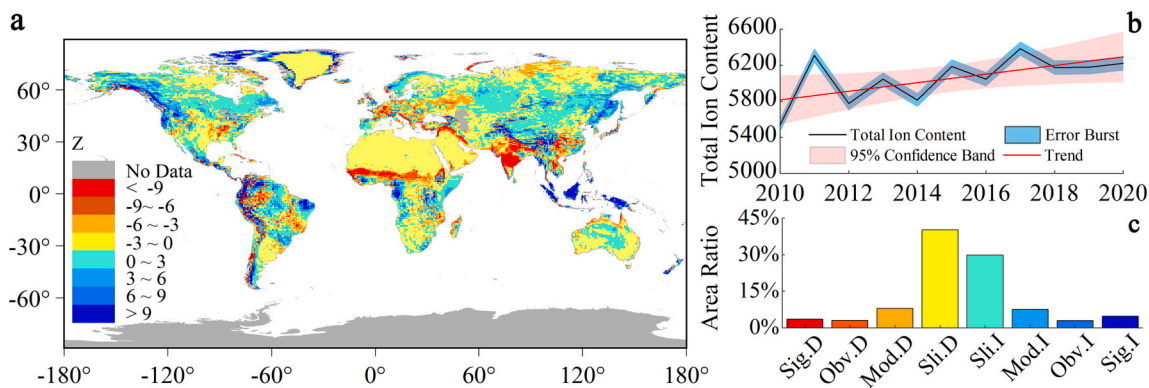 a
60°
30°
0°
-30°
-60°
-180°
-120°
-60°
0°
60°
120°
180°
Z
No Data
< -9
-9~ -6
-6 ~ -3
-3 ~ 0
0 ~ 3
3 ~ 6
6 ~ 9
> 9
b
Total Ion Content
6600
6200
5800
5400
5000
Total Ion Content
Error Burst
95% Confidence Band
Trend
2010
2012
2014
2016
2018
2020
c
Area Ratio
45%
30%
15%
0%
Sig.D
Obv.D
Mod.D
Sli.D
Sli.I
Mod.I
Obv.I
Sig.I